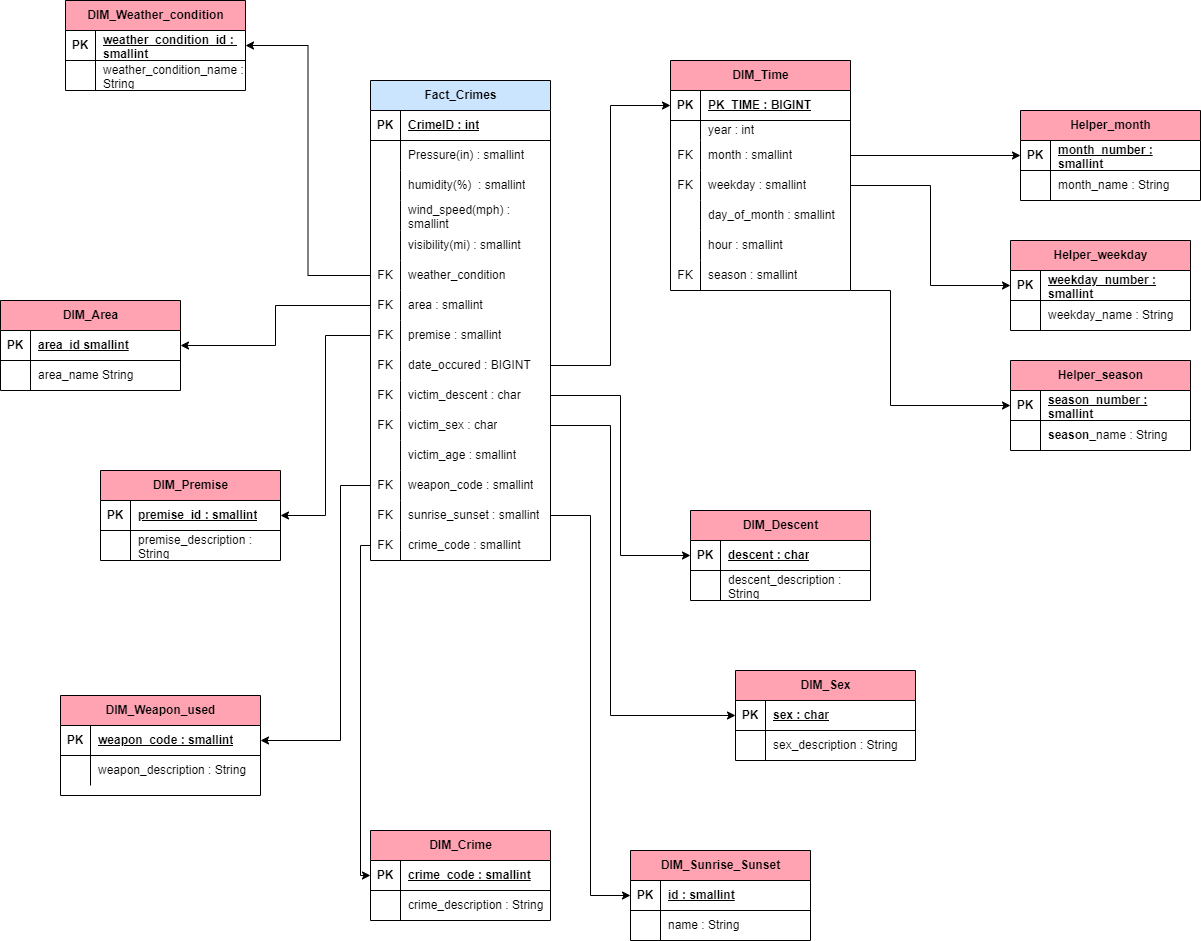 DIM_Weather_condition
PK weather_condition_id :
smallint
weather_condition_name :
String
Fact_Crimes
PK CrimeID : int
Pressure(in) : smallint
humidity(%) : smallint
wind_speed(mph) :
smallint
visibility(mi) : smallint
FK weather_condition
FK area : smallint
FK premise : smallint
FK date_occured : BIGINT
FK victim_descent : char
FK victim_sex : char
victim_age : smallint
FK weapon_code : smallint
FK sunrise_sunset : smallint
FK crime_code : smallint
DIM_Time
PK PK_TIME : BIGINT
year : int
FK month : smallint
FK weekday : smallint
day_of_month : smallint
hour : smallint
FK season : smallint
Helper_month
PK month_number :
smallint
month_name : String
Helper_weekday
PK weekday_number :
smallint
weekday_name : String
Helper_season
PK season_number :
smallint
season_name : String
DIM_Area
PK area_id smallint
area_name String
DIM_Premise
PK premise_id : smallint
premise_description :
String
DIM_Descent
PK descent : char
descent_description :
String
DIM_Sex
PK sex : char
sex_description : String
DIM_Weapon_used
PK weapon_code : smallint
weapon_description : String
DIM_Crime
PK crime_code : smallint
crime_description : String
DIM_Sunrise_Sunset
PK id : smallint
name : String